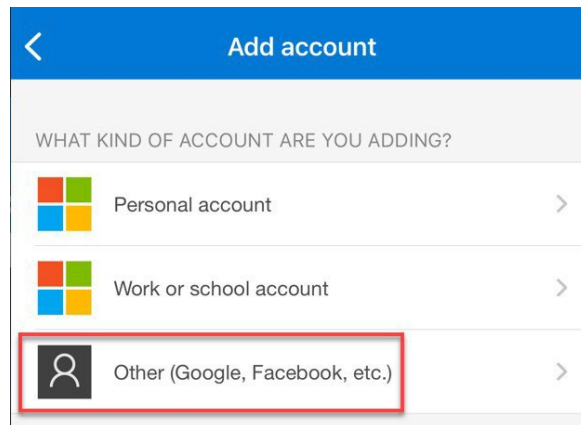 Add account
WHAT KIND OF ACCOUNT ARE YOU ADDING?
Personal account
Work or school account
Other (Google, Facebook, etc.)